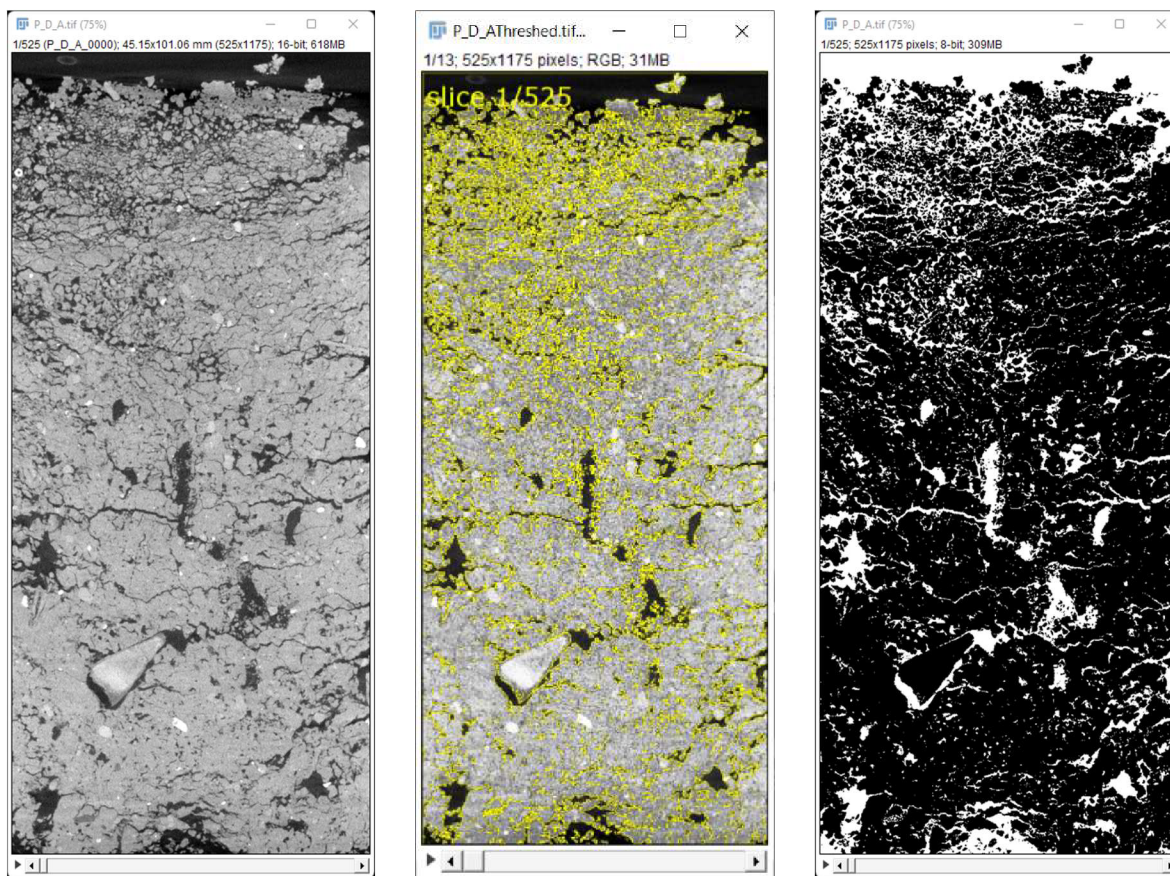 P_D_A.tif (75%)
1/525 (P_D_A_0000); 45.15x101.06 mm (525x1175); 16-bit; 618MB
P_D_AThreshed.tif...
1/13; 525x1175 pixels; RGB; 31MB
slice 1/525
P_D_A.tif (75%)
1/525; 525x1175 pixels; 8-bit; 309MB